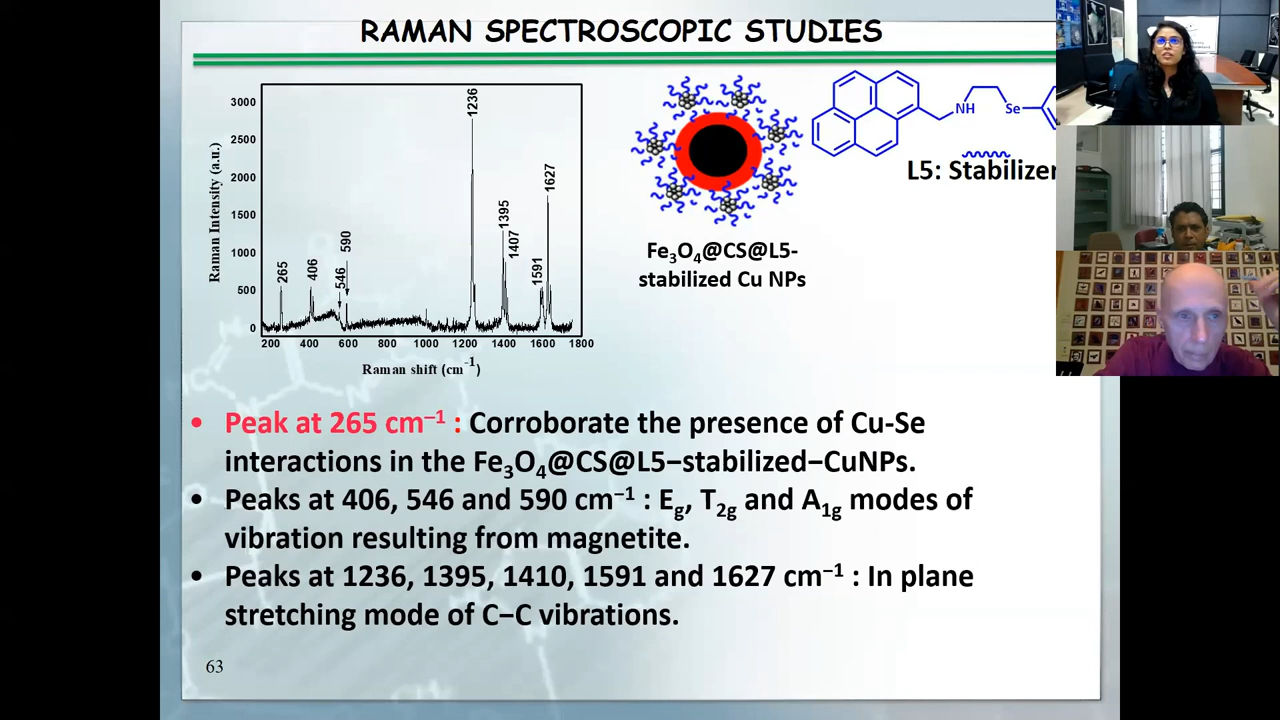 RAMAN SPECTROSCOPIC STUDIES
Raman Intensity (a.u.)
3000
2500
2000
1500
1000
500
0
265
406
546
590
1236
1395
1407
1591
1627
200 400 600 800 1000 1200 1400 1600 1800
Raman shift (cm⁻¹)
NH
Se
L5: Stabilizer
Fe₃O₄@CS@L5-
stabilized Cu NPs
• Peak at 265 cm⁻¹ : Corroborate the presence of Cu-Se
interactions in the Fe₃O₄@CS@L5−stabilized−CuNPs.
• Peaks at 406, 546 and 590 cm⁻¹ : E_g, T_2g and A_1g modes of
vibration resulting from magnetite.
• Peaks at 1236, 1395, 1410, 1591 and 1627 cm⁻¹ : In plane
stretching mode of C−C vibrations.
63